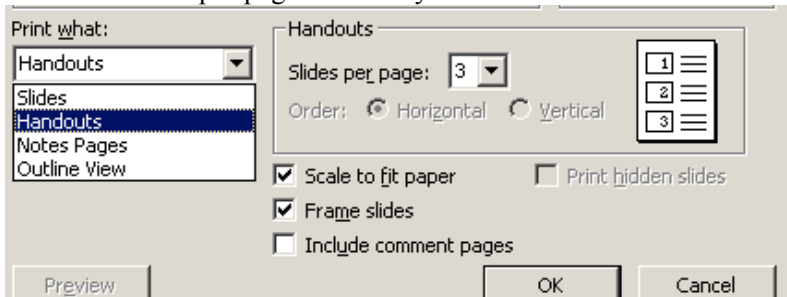 Print what:
Handouts
Handouts
Slides
Handouts
Notes Pages
Outline View
Slides per page: 3
Order: Horizontal Vertical
1
2
3
Scale to fit paper Print hidden slides
Frame slides
Include comment pages
Preview OK Cancel